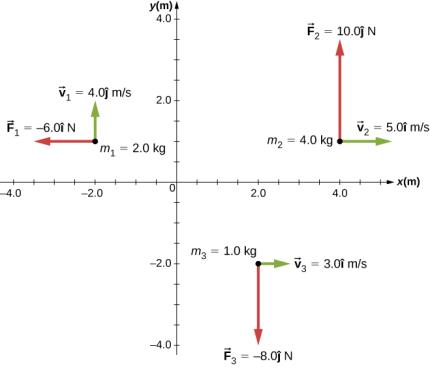 y(m)
4.0
F⃗₂ = 10.0ĵ N
v⃗₁ = 4.0ĵ m/s
2.0
F⃗₁ = –6.0î N
v⃗₂ = 5.0î m/s
m₁ = 2.0 kg
m₂ = 4.0 kg
x(m)
–4.0 –2.0 0 2.0 4.0
m₃ = 1.0 kg
–2.0
v⃗₃ = 3.0î m/s
–4.0
F⃗₃ = –8.0ĵ N